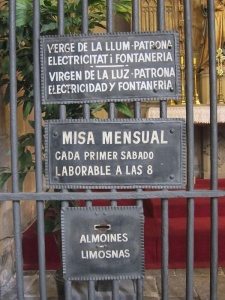 VERGE DE LA LLUM-PATRONA
ELECTRICITAT i FONTANERIA
VIRGEN DE LA LUZ-PATRONA
ELECTRICIDAD Y FONTANERIA
MISA MENSUAL
CADA PRIMER SABADO
LABORABLE A LAS 8
ALMOINES
LIMOSNAS